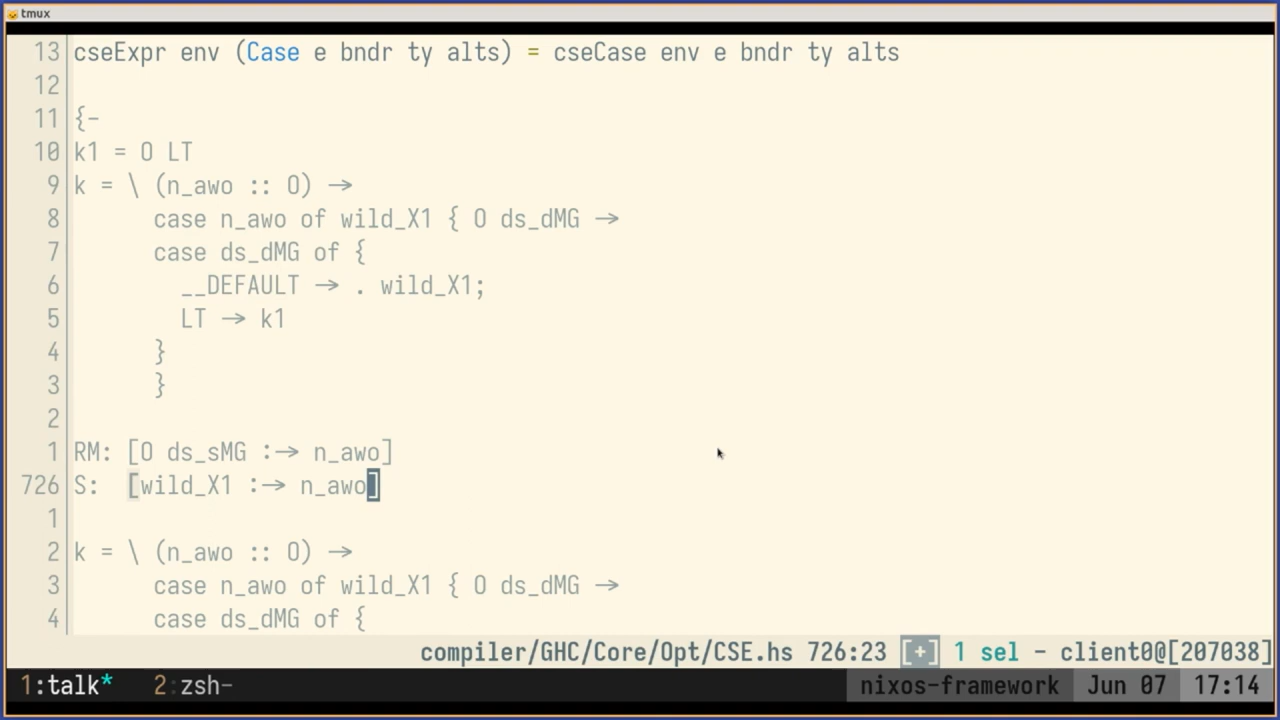 tmux
13 cseExpr env (Case e bndr ty alts) = cseCase env e bndr ty alts
12
11 {-
10 k1 = O LT
9 k = \ (n_awo :: O) →
8 case n_awo of wild_X1 { O ds_dMG →
7 case ds_dMG of {
6 __DEFAULT → . wild_X1;
5 LT → k1
4 }
3 }
2
1 RM: [O ds_sMG :→ n_awo]
726 S: [wild_X1 :→ n_awo]
1
2 k = \ (n_awo :: O) →
3 case n_awo of wild_X1 { O ds_dMG →
4 case ds_dMG of {
compiler/GHC/Core/Opt/CSE.hs 726:23 [+] 1 sel - client0@[207038]
1:talk* 2:zsh- nixos-framework Jun 07 17:14